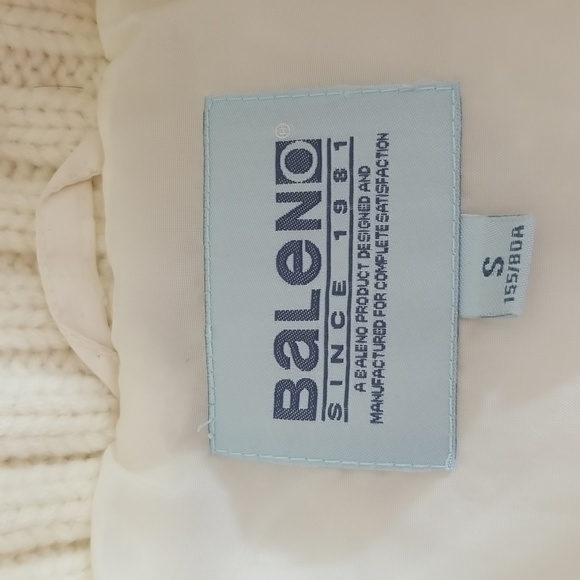 BaLeNO®
SINCE 1981
A BALENO PRODUCT DESIGNED AND
MANUFACTURED FOR COMPLETE SATISFACTION
S
155/80A